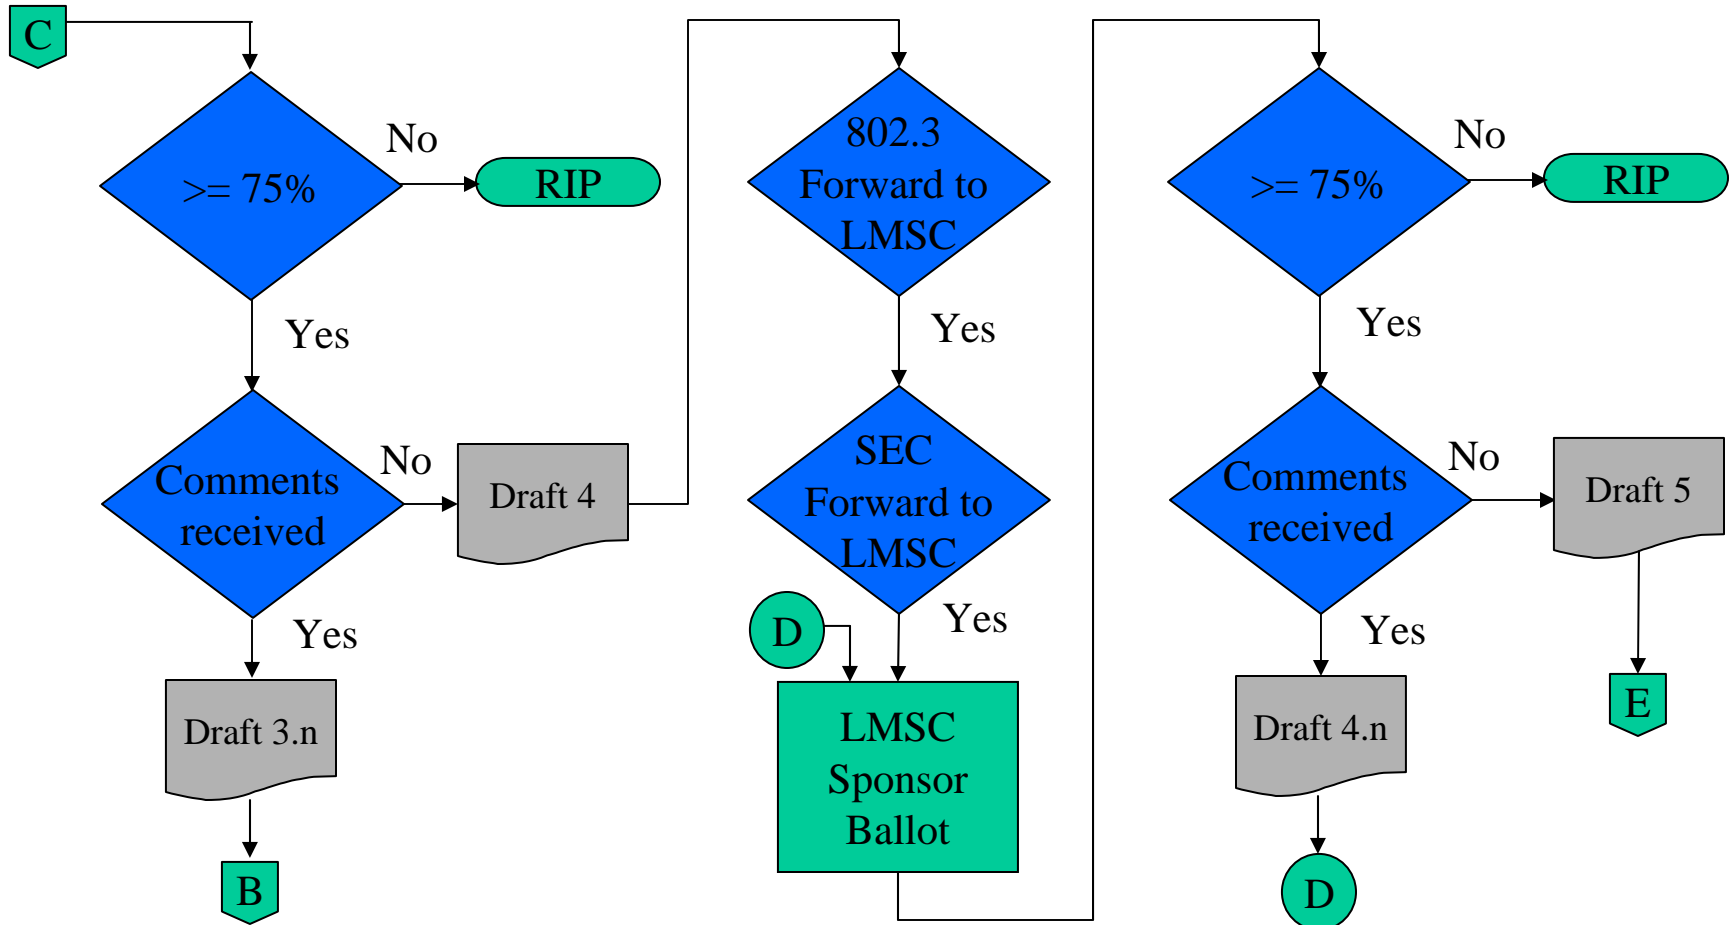 C
>= 75%
No
RIP
Yes
Comments
received
No
Draft 4
Yes
Draft 3.n
B
802.3
Forward to
LMSC
Yes
SEC
Forward to
LMSC
Yes
D
LMSC
Sponsor
Ballot
>= 75%
No
RIP
Yes
Comments
received
No
Draft 5
E
Yes
Draft 4.n
D